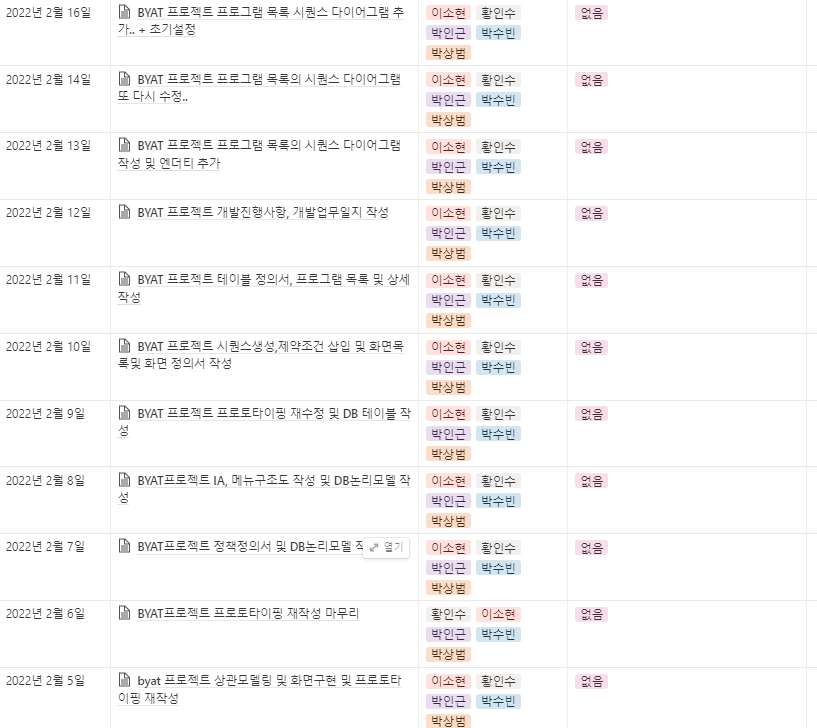 2022년 2월 16일 BYAT 프로젝트 프로그램 목록 시퀀스 다이어그램 추 이소현 황인수 없음
가.. + 초기설정 박인근 박수빈
박상범
2022년 2월 14일 BYAT 프로젝트 프로그램 목록의 시퀀스 다이어그램 이소현 황인수 없음
또 다시 수정.. 박인근 박수빈
박상범
2022년 2월 13일 BYAT 프로젝트 프로그램 목록의 시퀀스 다이어그램 이소현 황인수 없음
작성 및 엔더티 추가 박인근 박수빈
박상범
2022년 2월 12일 BYAT 프로젝트 개발진행사항, 개발업무일지 작성 이소현 황인수 없음
박인근 박수빈
박상범
2022년 2월 11일 BYAT 프로젝트 테이블 정의서, 프로그램 목록 및 상세 이소현 황인수 없음
작성 박인근 박수빈
박상범
2022년 2월 10일 BYAT 프로젝트 시퀀스생성,제약조건 삽입 및 화면목 이소현 황인수 없음
록및 화면 정의서 작성 박인근 박수빈
박상범
2022년 2월 9일 BYAT 프로젝트 프로토타이핑 재수정 및 DB 테이블 작 이소현 황인수 없음
성 박인근 박수빈
박상범
2022년 2월 8일 BYAT프로젝트 IA, 메뉴구조도 작성 및 DB논리모델 작 이소현 황인수 없음
성 박인근 박수빈
박상범
2022년 2월 7일 BYAT프로젝트 정책정의서 및 DB논리모델 열기 이소현 황인수 없음
박인근 박수빈
박상범
2022년 2월 6일 BYAT프로젝트 프로토타이핑 재작성 마무리 황인수 이소현 없음
박인근 박수빈
박상범
2022년 2월 5일 byat 프로젝트 상관모델링 및 화면구현 및 프로토타 이소현 황인수 없음
이핑 재작성 박인근 박수빈
박상범